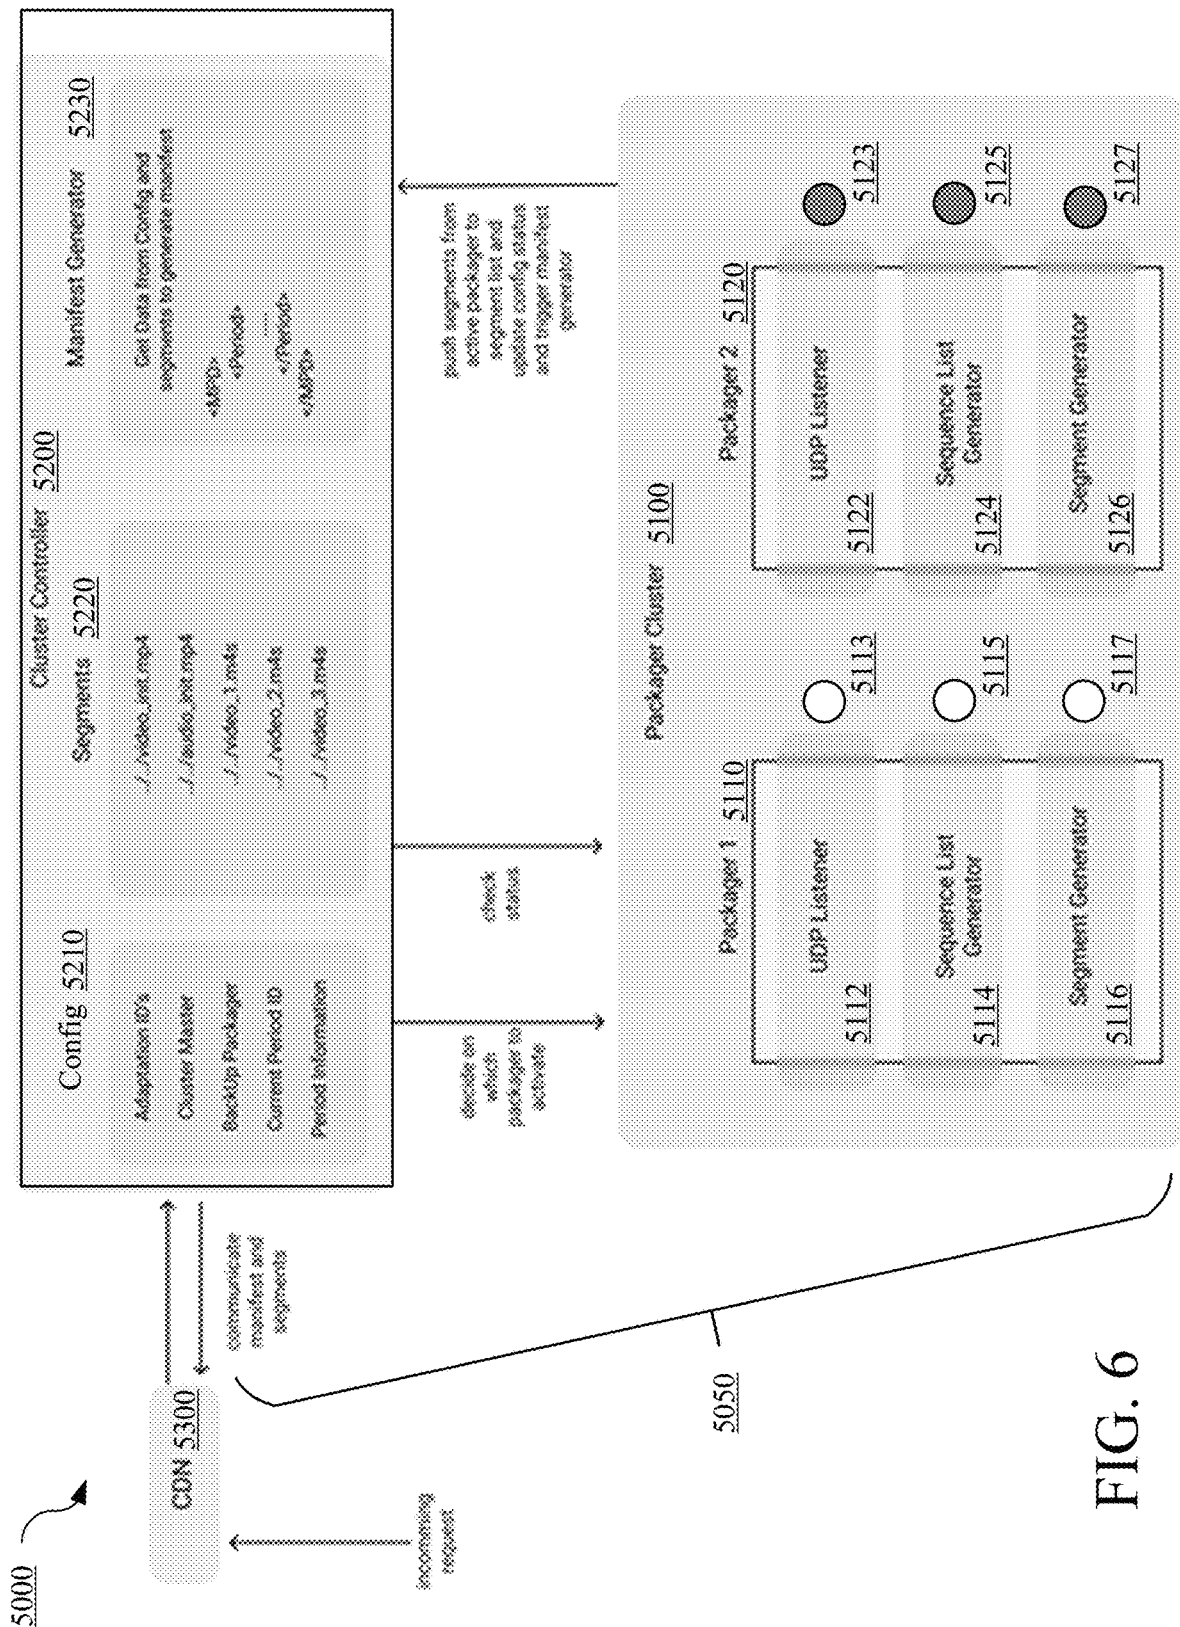 5000
CDN 5300
incomming
request
communicate
manifest and
segments
5050
Cluster Controller 5200
Config 5210
Adaptation ID's
Cluster Master
BackUp Packager
Current Period ID
Period Information
Segments 5220
../../video_init.mp4
../../audio_init.mp4
../../video_1.m4s
../../video_2.m4s
../../video_3.m4s
Manifest Generator 5230
Get Data from Config and
segments to generate manifest
<MPD>
<Period>
......
</Period>
</MPD>
decide on
which
packager to
activate
check
status
push segments from
active packager to
segment list and
update config status
and trigger manifest
generator
Packager Cluster 5100
Packager 1 5110
UDP Listener
5112
5113
Sequence List
Generator
5114
5115
Segment Generator
5116
5117
Packager 2 5120
UDP Listener
5122
5123
Sequence List
Generator
5124
5125
Segment Generator
5126
5127
FIG. 6